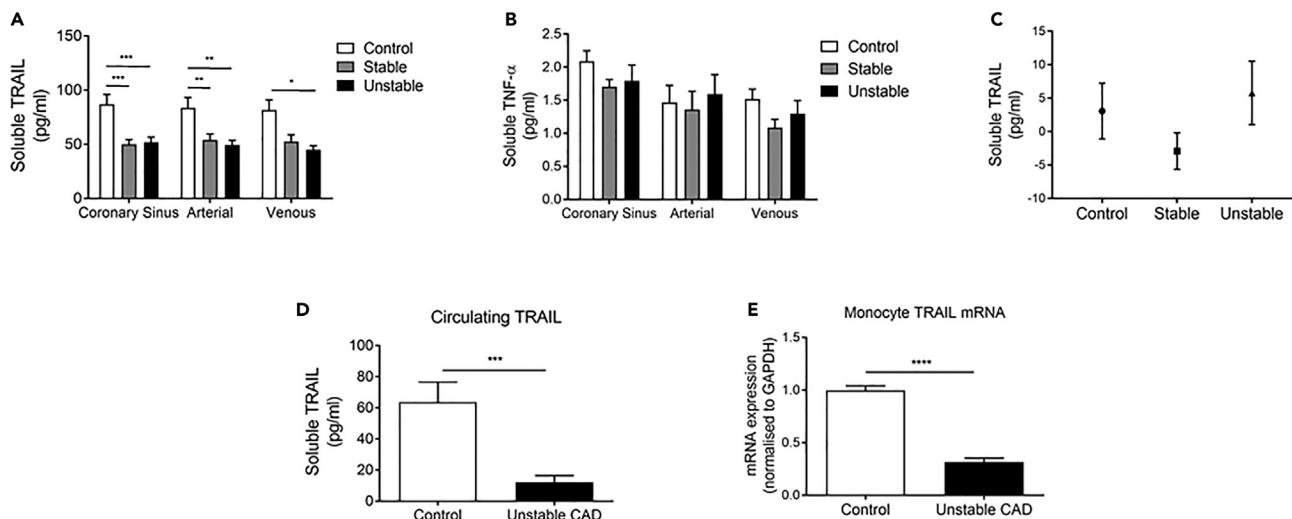 A
Soluble TRAIL
(pg/ml)
150
100
50
0
***
***
**
**
*
Control
Stable
Unstable
Coronary Sinus
Arterial
Venous
B
Soluble TNF-α
(pg/ml)
2.5
2.0
1.5
1.0
0.5
0.0
Control
Stable
Unstable
Coronary Sinus
Arterial
Venous
C
Soluble TRAIL
(pg/ml)
15
10
5
0
-5
-10
Control
Stable
Unstable
D
Circulating TRAIL
Soluble TRAIL
(pg/ml)
100
80
60
40
20
0
***
Control
Unstable CAD
E
Monocyte TRAIL mRNA
mRNA expression
(normalised to GAPDH)
1.5
1.0
0.5
0.0
****
Control
Unstable CAD